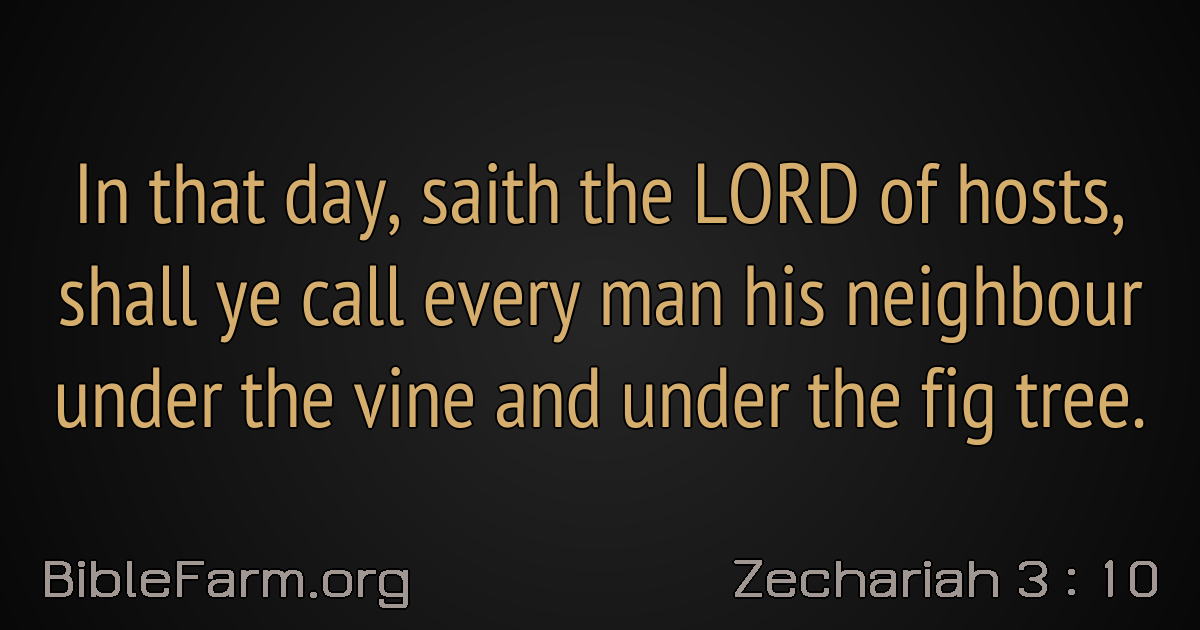 In that day, saith the LORD of hosts,
shall ye call every man his neighbour
under the vine and under the fig tree.
BibleFarm.org
Zechariah 3 : 10